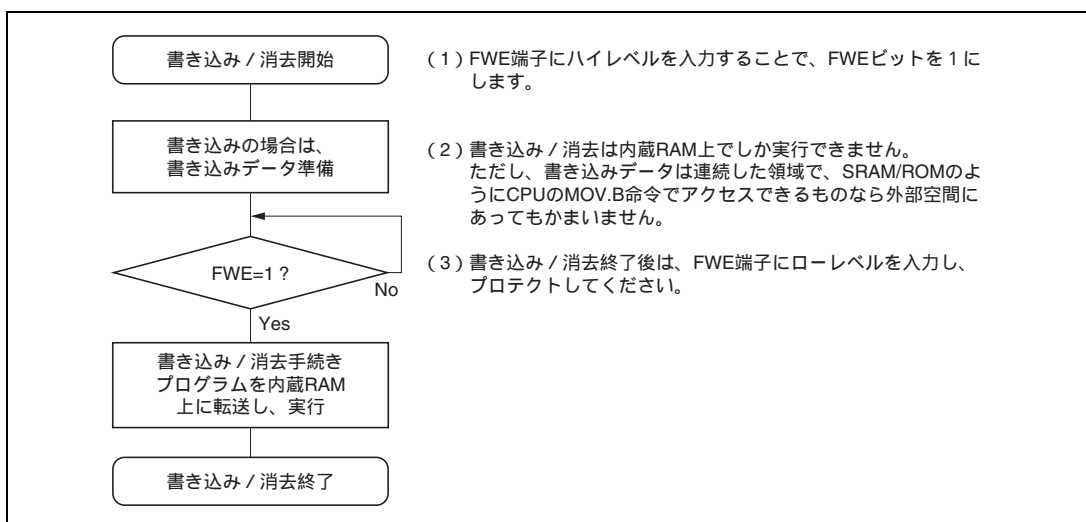 書き込み / 消去開始
書き込みの場合は、
書き込みデータ準備
FWE=1 ?
No
Yes
書き込み / 消去手続き
プログラムを内蔵RAM
上に転送し、実行
書き込み / 消去終了
（1）FWE端子にハイレベルを入力することで、FWEビットを 1 に
します。
（2）書き込み / 消去は内蔵RAM上でしか実行できません。
ただし、書き込みデータは連続した領域で、SRAM/ROMのよ
うにCPUのMOV.B命令でアクセスできるものなら外部空間に
あってもかまいません。
（3）書き込み / 消去終了後は、FWE端子にローレベルを入力し、
プロテクトしてください。